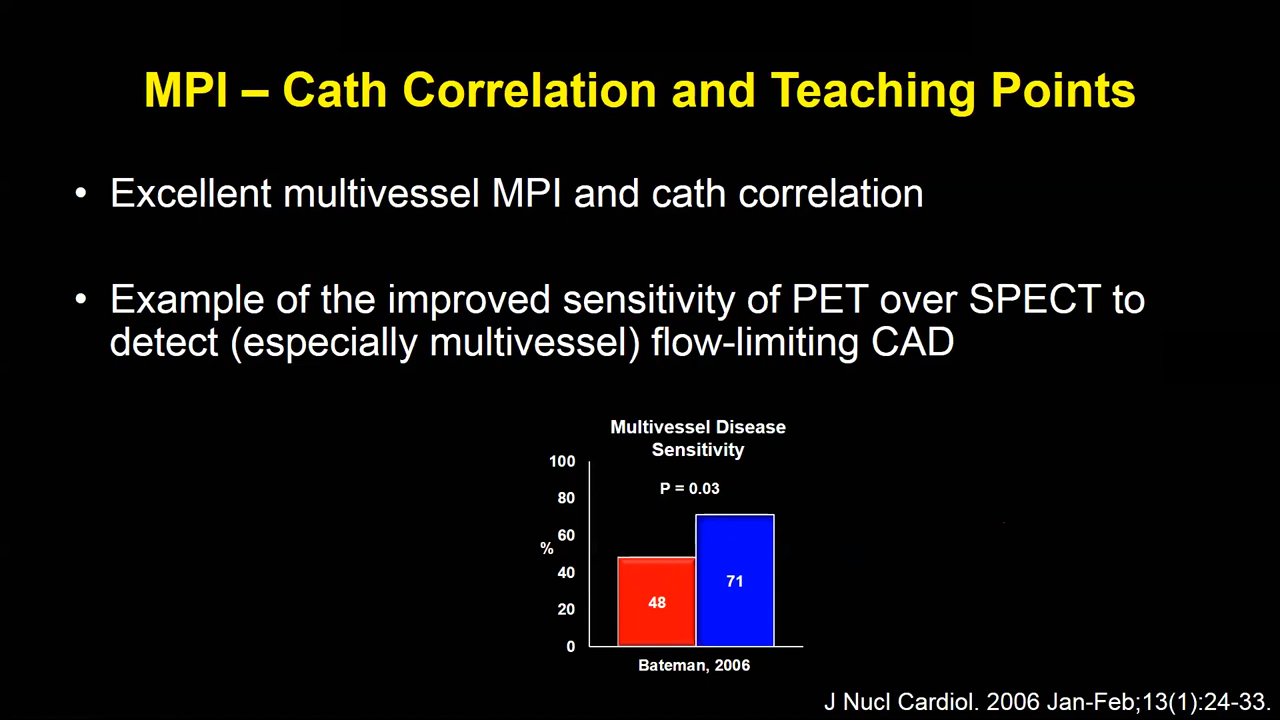 MPI – Cath Correlation and Teaching Points
• Excellent multivessel MPI and cath correlation
• Example of the improved sensitivity of PET over SPECT to
detect (especially multivessel) flow-limiting CAD
Multivessel Disease
Sensitivity
P = 0.03
100
80
60
%
40
20
0
48
71
Bateman, 2006
J Nucl Cardiol. 2006 Jan-Feb;13(1):24-33.